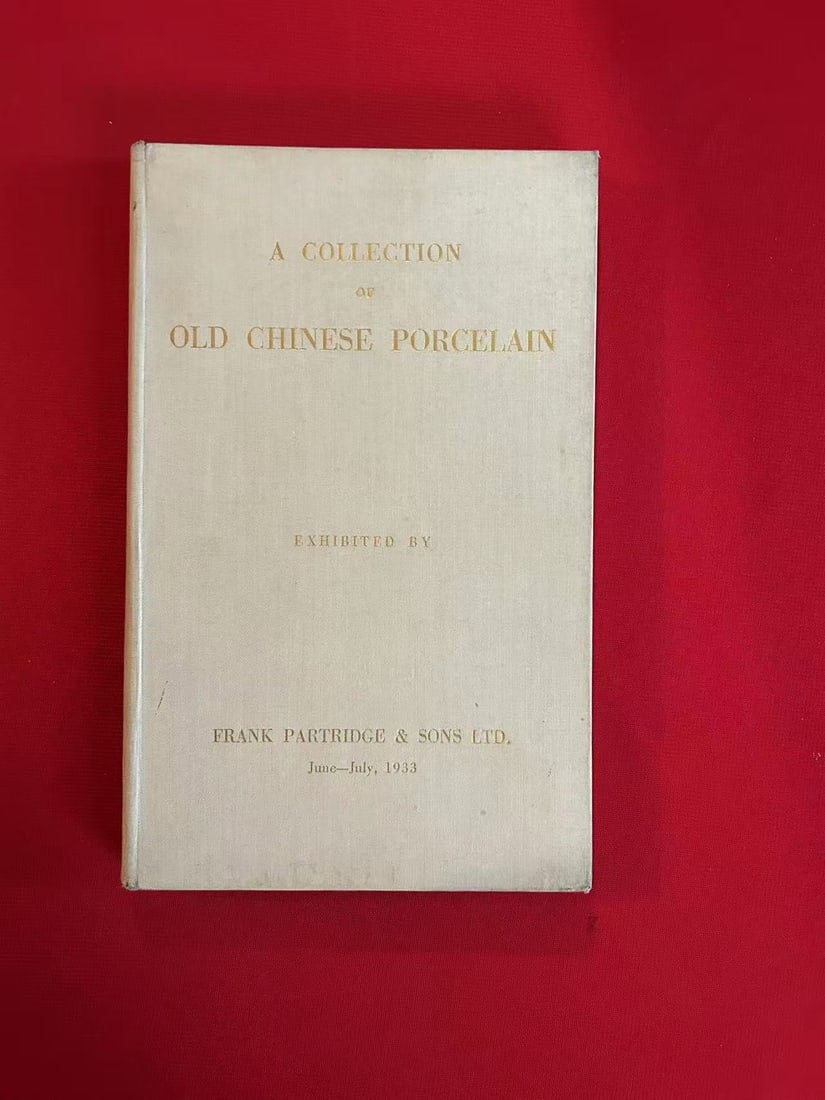 A COLLECTION
OF
OLD CHINESE PORCELAIN
EXHIBITED BY
FRANK PARTRIDGE & SONS LTD.
June—July, 1933